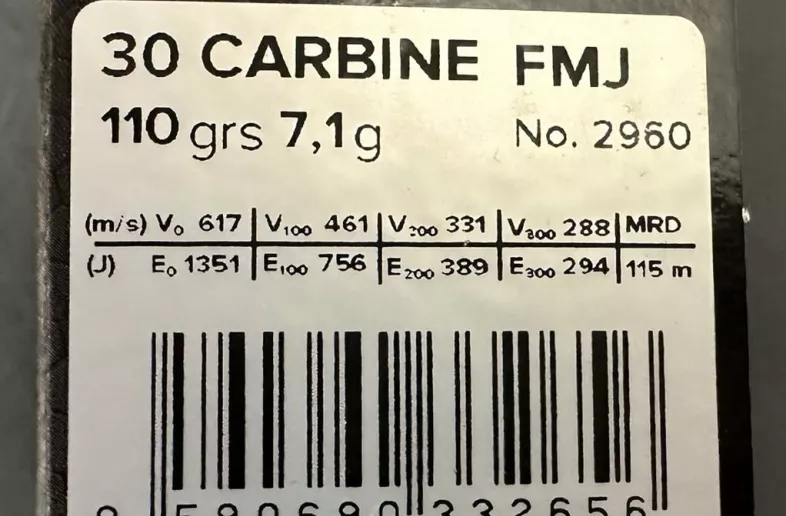 30 CARBINE FMJ
110 grs 7,1 g No. 2960
(m/s) V₀ 617 V₁₀₀ 461 V₂₀₀ 331 V₃₀₀ 288 MRD
(J) E₀ 1351 E₁₀₀ 756 E₂₀₀ 389 E₃₀₀ 294 115 m